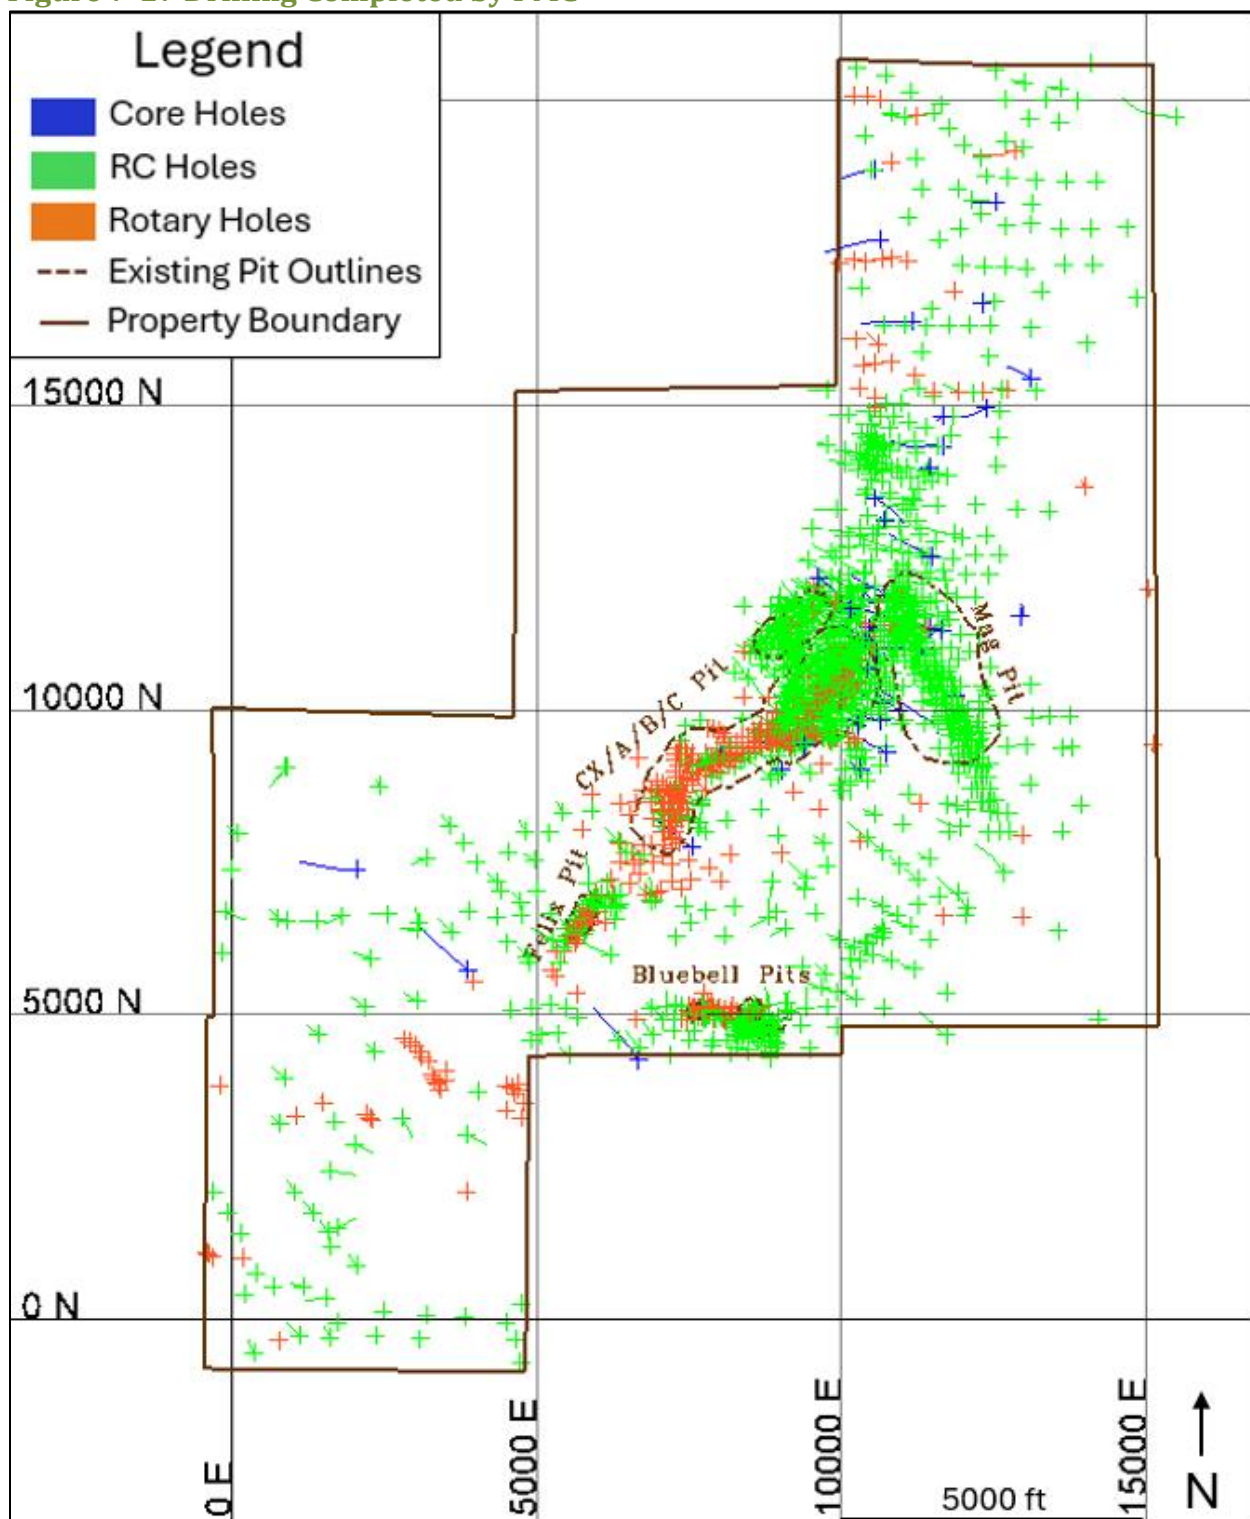 Legend
Core Holes
RC Holes
Rotary Holes
Existing Pit Outlines
Property Boundary
15000 N
10000 N
5000 N
0 N
Mag Pit
CX/A/B/C Pit
Felix Pit
Bluebell Pits
0 E
5000 E
10000 E
15000 E
5000 ft
N